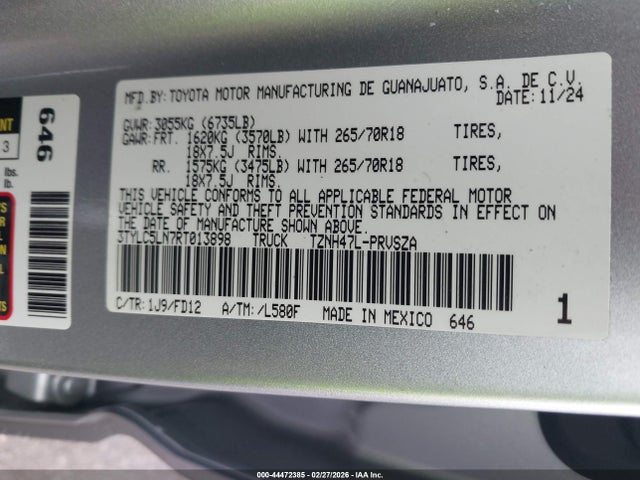 MFD.BY:TOYOTA MOTOR MANUFACTURING DE GUANAJUATO, S.A. DE C.V.
DATE:11/24
GVWR:3055KG (6735LB)
GAWR:FRT. 1620KG (3570LB) WITH 265/70R18 TIRES,
18X7.5J RIMS.
RR. 1575KG (3475LB) WITH 265/70R18 TIRES,
18X7.5J RIMS.
THIS VEHICLE CONFORMS TO ALL APPLICABLE FEDERAL MOTOR
VEHICLE SAFETY AND THEFT PREVENTION STANDARDS IN EFFECT ON
THE DATE OF MANUFACTURE SHOWN ABOVE.
3TYLC5LN7RT013898 TRUCK TZNH47L-PRVSZA
C/TR:1J9/FD12 A/TM:/L580F MADE IN MEXICO 646
1
646
NT
3
lbs.
lb.
000-44472385 - 02/27/2026 - IAA Inc.